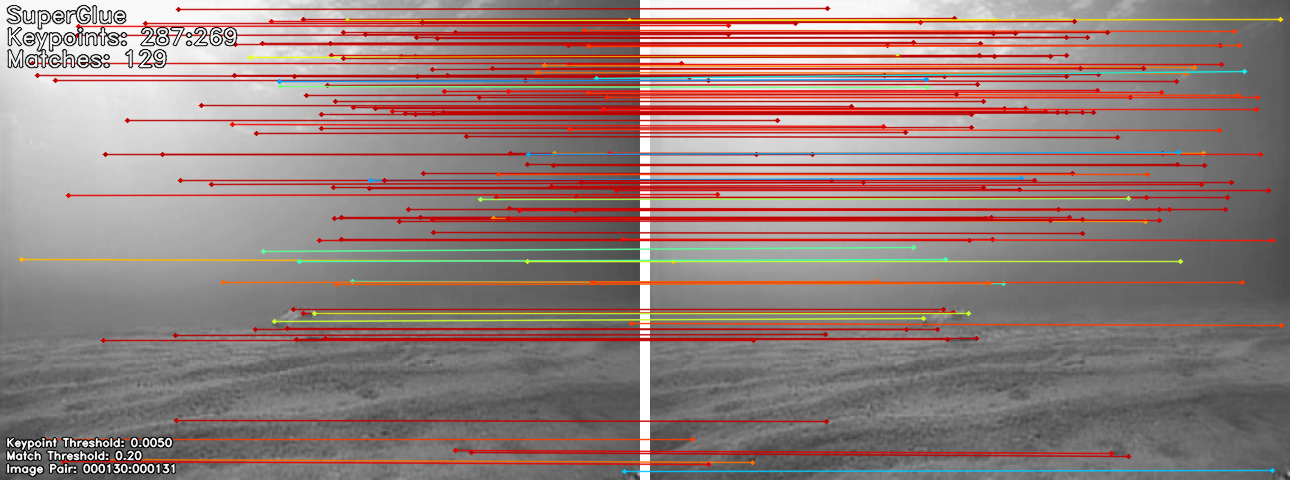 SuperGlue
Keypoints: 287:269
Matches: 129
Keypoint Threshold: 0.0050
Match Threshold: 0.20
Image Pair: 000130:000131